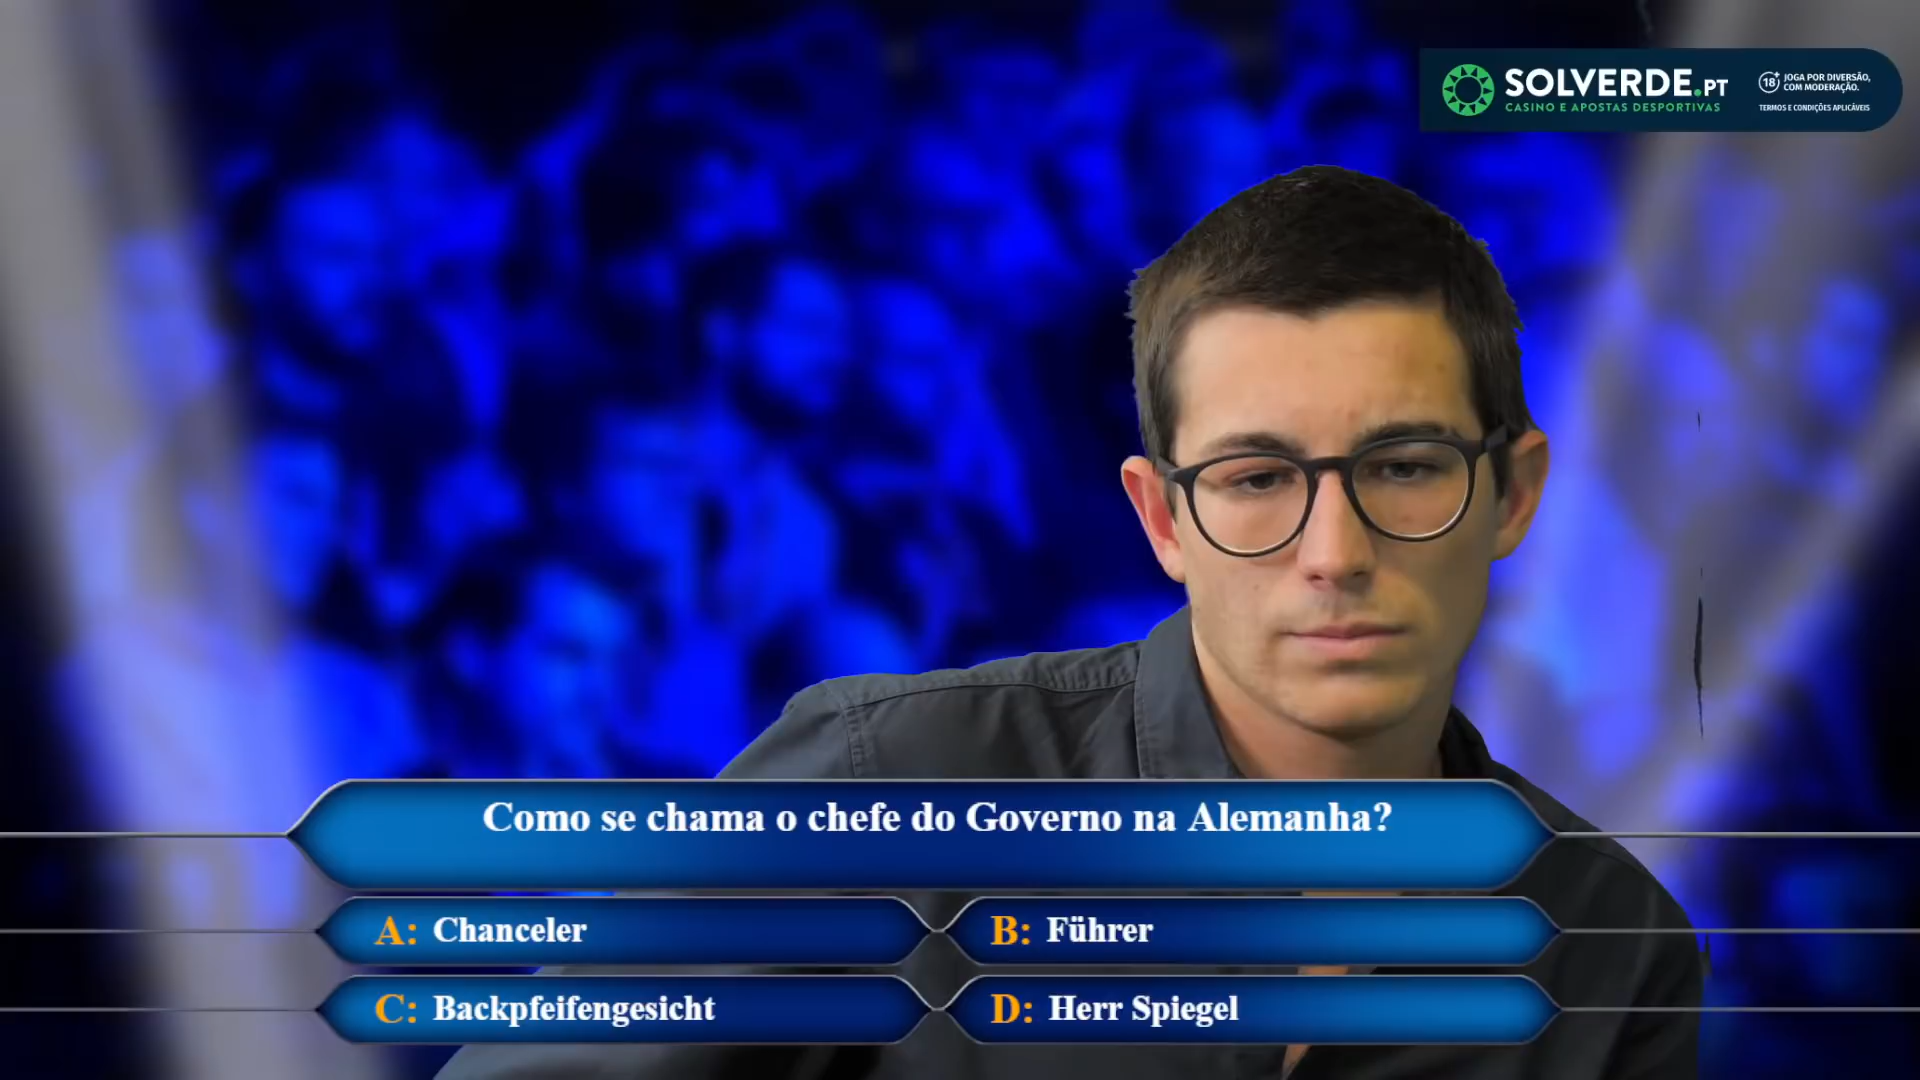 SOLVERDE.PT
CASINO E APOSTAS DESPORTIVAS
18+
JOGA POR DIVERSÃO,
COM MODERAÇÃO.
TERMOS E CONDIÇÕES APLICÁVEIS
Como se chama o chefe do Governo na Alemanha?
A: Chanceler
B: Führer
C: Backpfeifengesicht
D: Herr Spiegel